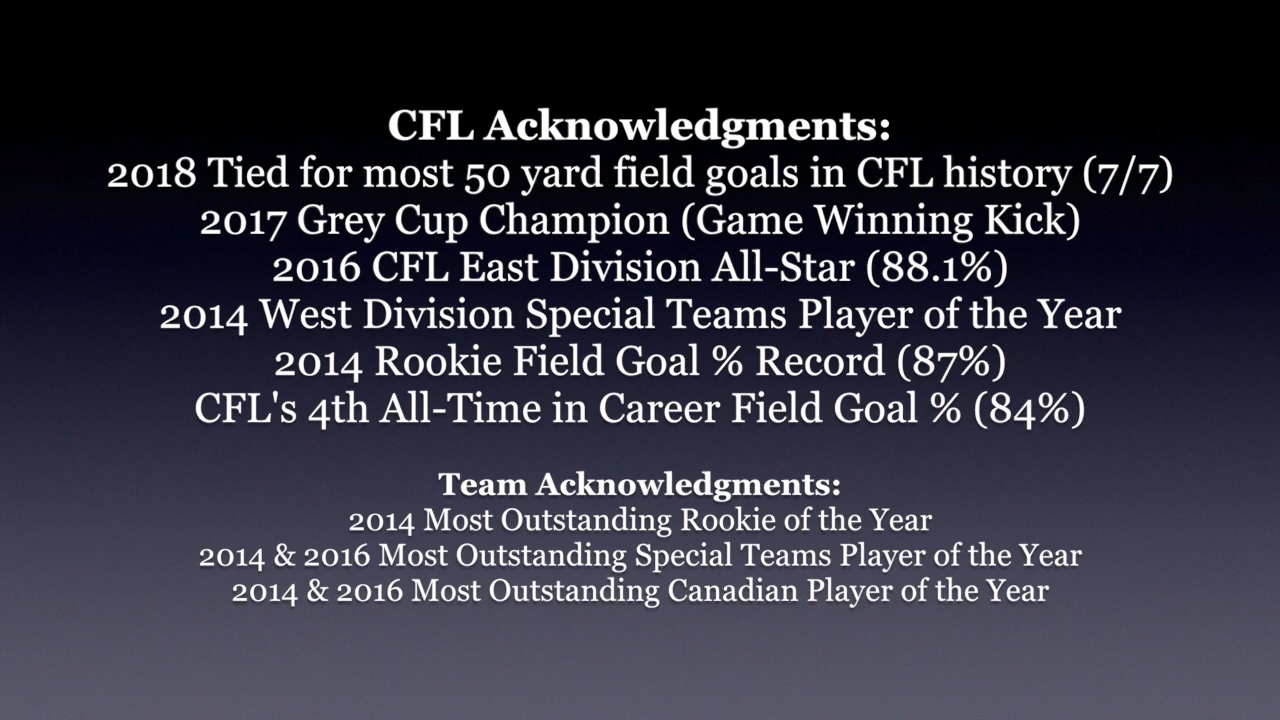 CFL Acknowledgments:
2018 Tied for most 50 yard field goals in CFL history (7/7)
2017 Grey Cup Champion (Game Winning Kick)
2016 CFL East Division All-Star (88.1%)
2014 West Division Special Teams Player of the Year
2014 Rookie Field Goal % Record (87%)
CFL's 4th All-Time in Career Field Goal % (84%)
Team Acknowledgments:
2014 Most Outstanding Rookie of the Year
2014 & 2016 Most Outstanding Special Teams Player of the Year
2014 & 2016 Most Outstanding Canadian Player of the Year